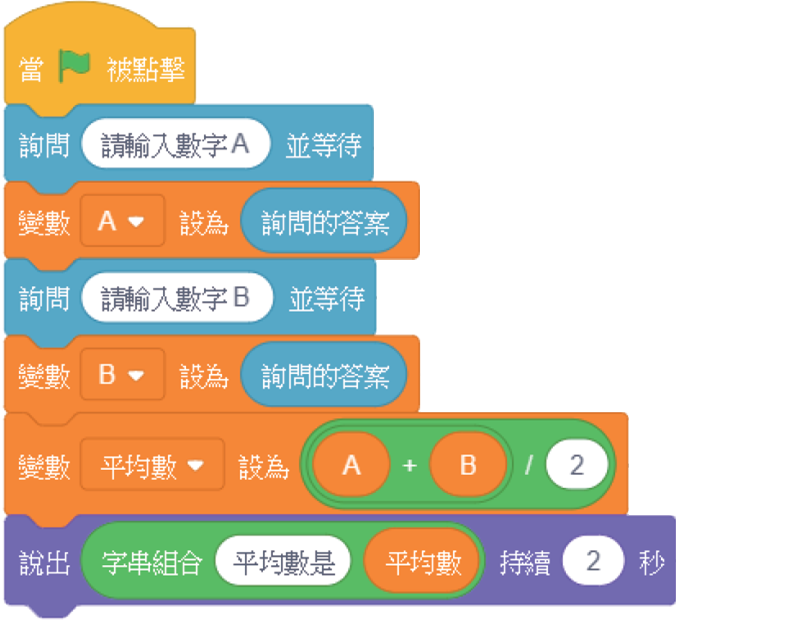 當 被點擊
詢問 請輸入數字A 並等待
變數 A 設為 詢問的答案
詢問 請輸入數字B 並等待
變數 B 設為 詢問的答案
變數 平均數 設為 A + B / 2
說出 字串組合 平均數是 平均數 持續 2 秒